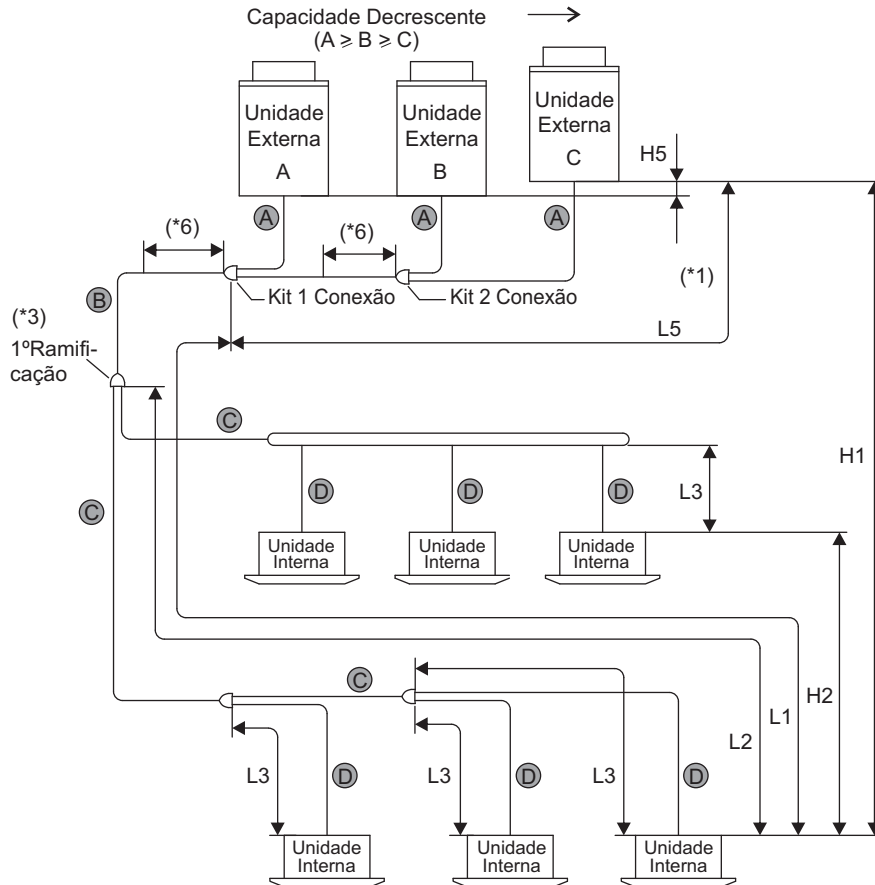 Capacidade Decrescente
(A ⩾ B ⩾ C)
Unidade
Externa
A
Unidade
Externa
B
Unidade
Externa
C
H5
A
A
A
(*6)
(*6)
(*1)
Kit 1 Conexão
Kit 2 Conexão
B
(*3)
1ºRamifi-
cação
L5
C
H1
C
D
D
D
L3
Unidade
Interna
Unidade
Interna
Unidade
Interna
C
H2
L1
L2
L3
D
L3
D
L3
D
Unidade
Interna
Unidade
Interna
Unidade
Interna